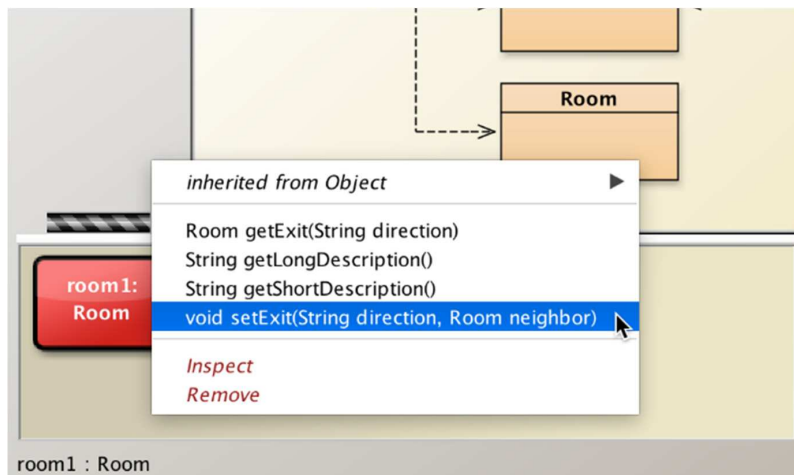 Room
inherited from Object
Room getExit(String direction)
String getLongDescription()
String getShortDescription()
void setExit(String direction, Room neighbor)
Inspect
Remove
room1:
Room
room1 : Room